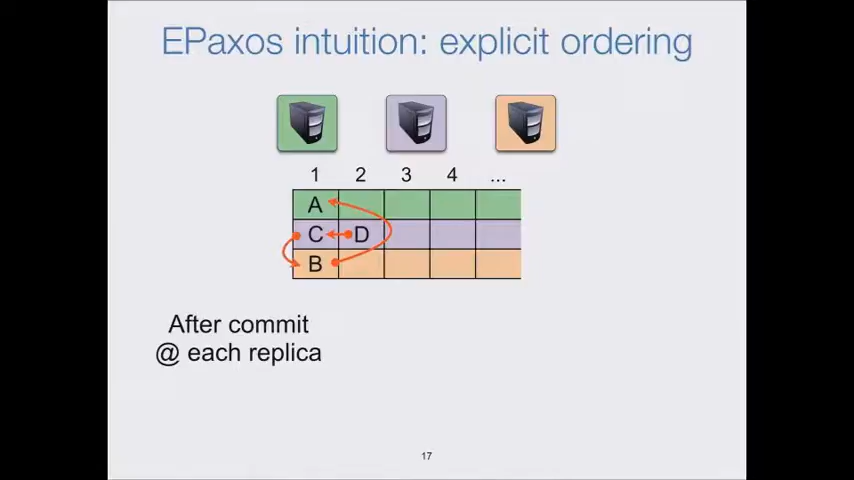 EPaxos intuition: explicit ordering
1 2 3 4 ...
A
C D
B
After commit
@ each replica
17